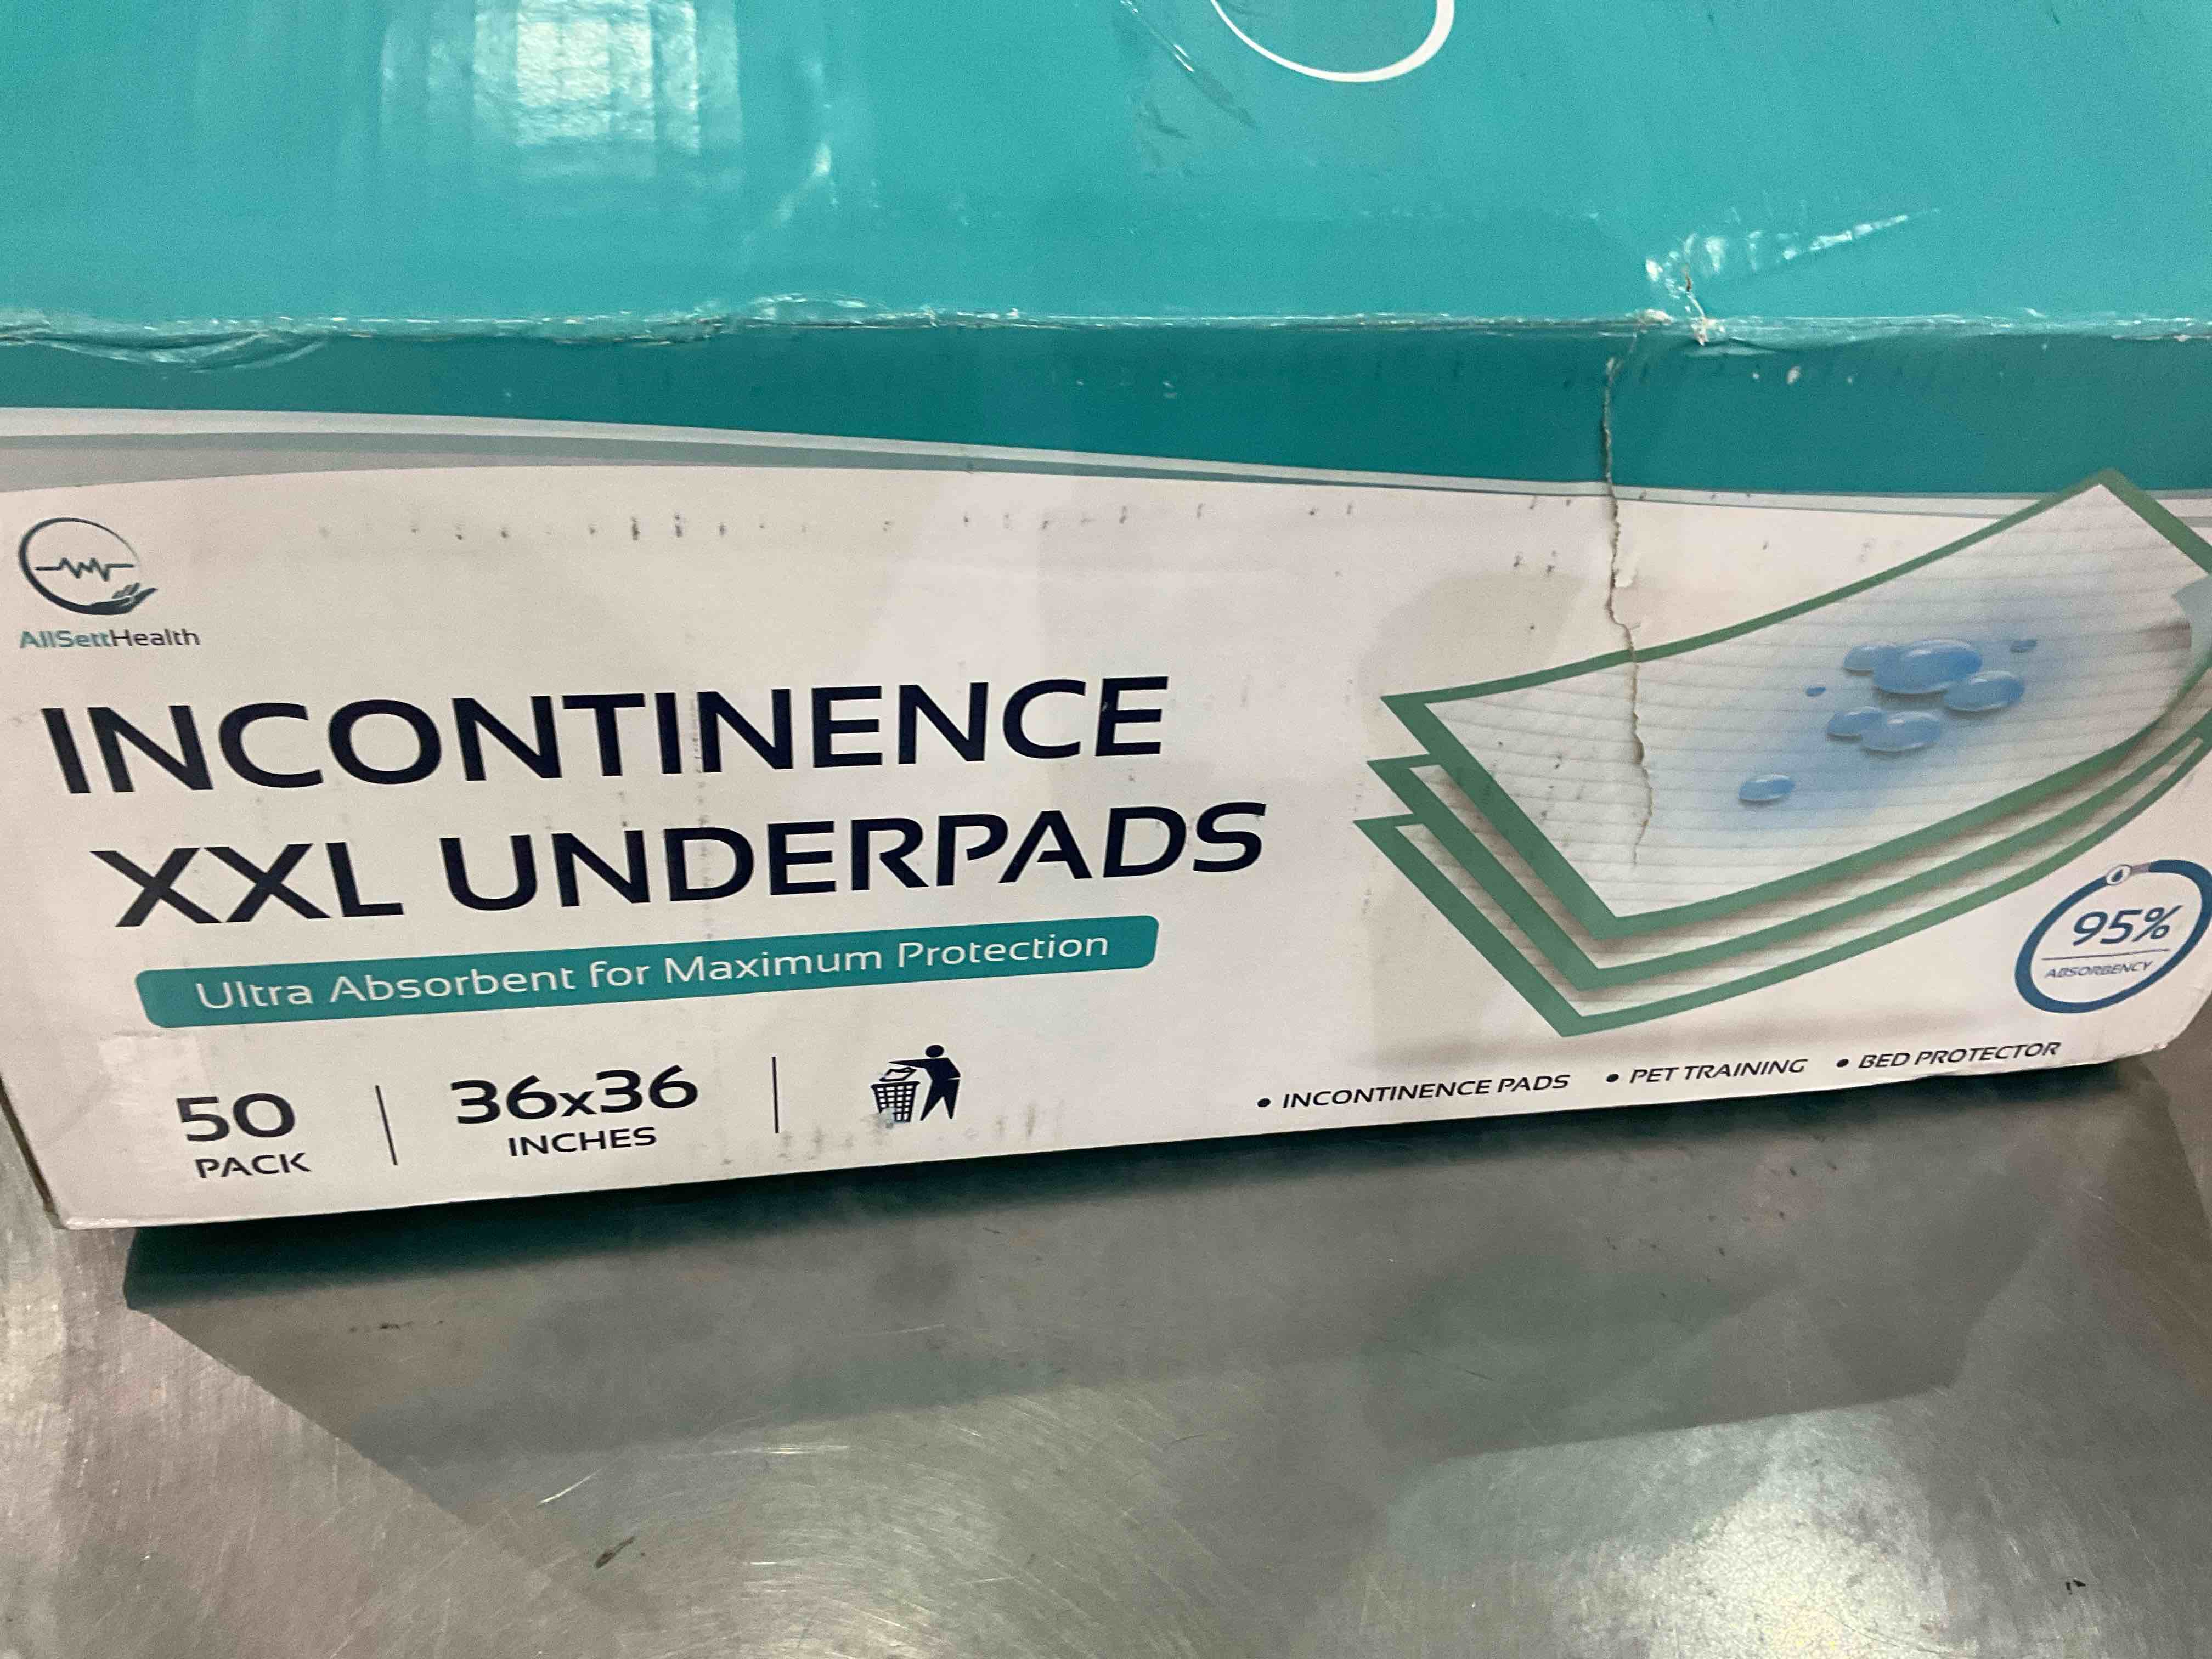 AllSettHealth
INCONTINENCE
XXL UNDERPADS
Ultra Absorbent for Maximum Protection
50
PACK
36x36
INCHES
95%
ABSORBENCY
• INCONTINENCE PADS • PET TRAINING • BED PROTECTOR